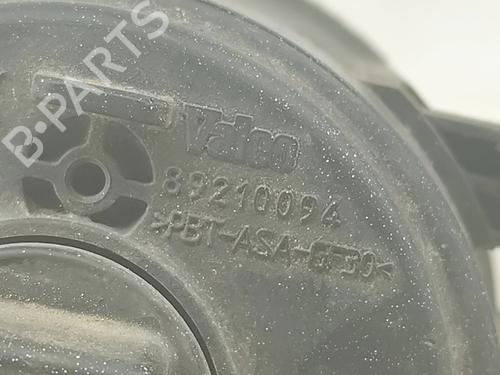 B-PARTS
Valeo
89210094
>PBT-ASA-GF30<